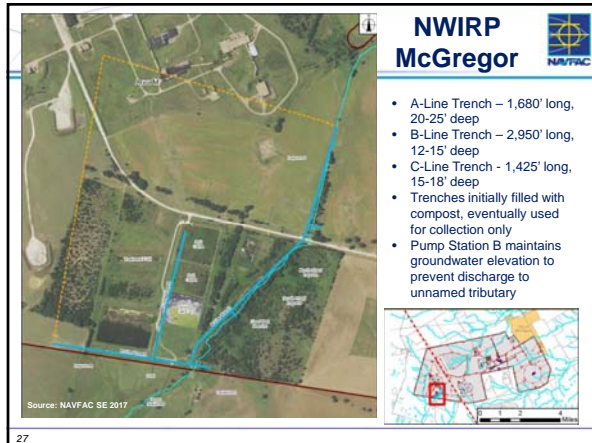 NWIRP
McGregor
NAVFAC
• A-Line Trench – 1,680’ long,
20-25’ deep
• B-Line Trench – 2,950’ long,
12-15’ deep
• C-Line Trench - 1,425’ long,
15-18’ deep
• Trenches initially filled with
compost, eventually used
for collection only
• Pump Station B maintains
groundwater elevation to
prevent discharge to
unnamed tributary
Area M
Source: NAVFAC SE 2017
0 1 2 4
Miles
27